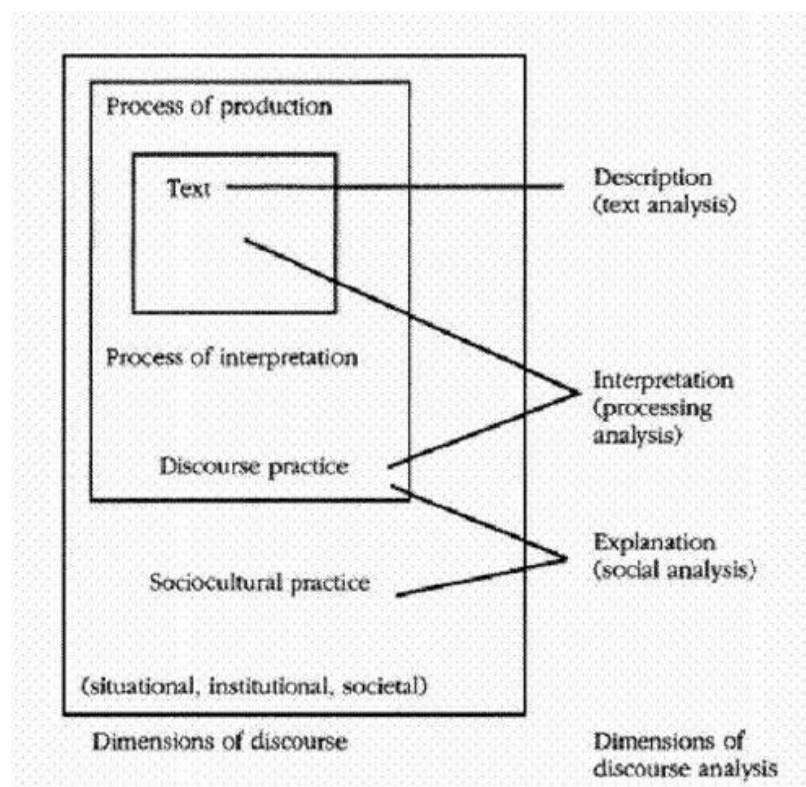 Process of production
Text
Description
(text analysis)
Process of interpretation
Interpretation
(processing
analysis)
Discourse practice
Explanation
(social analysis)
Sociocultural practice
(situational, institutional, societal)
Dimensions of discourse
Dimensions of
discourse analysis